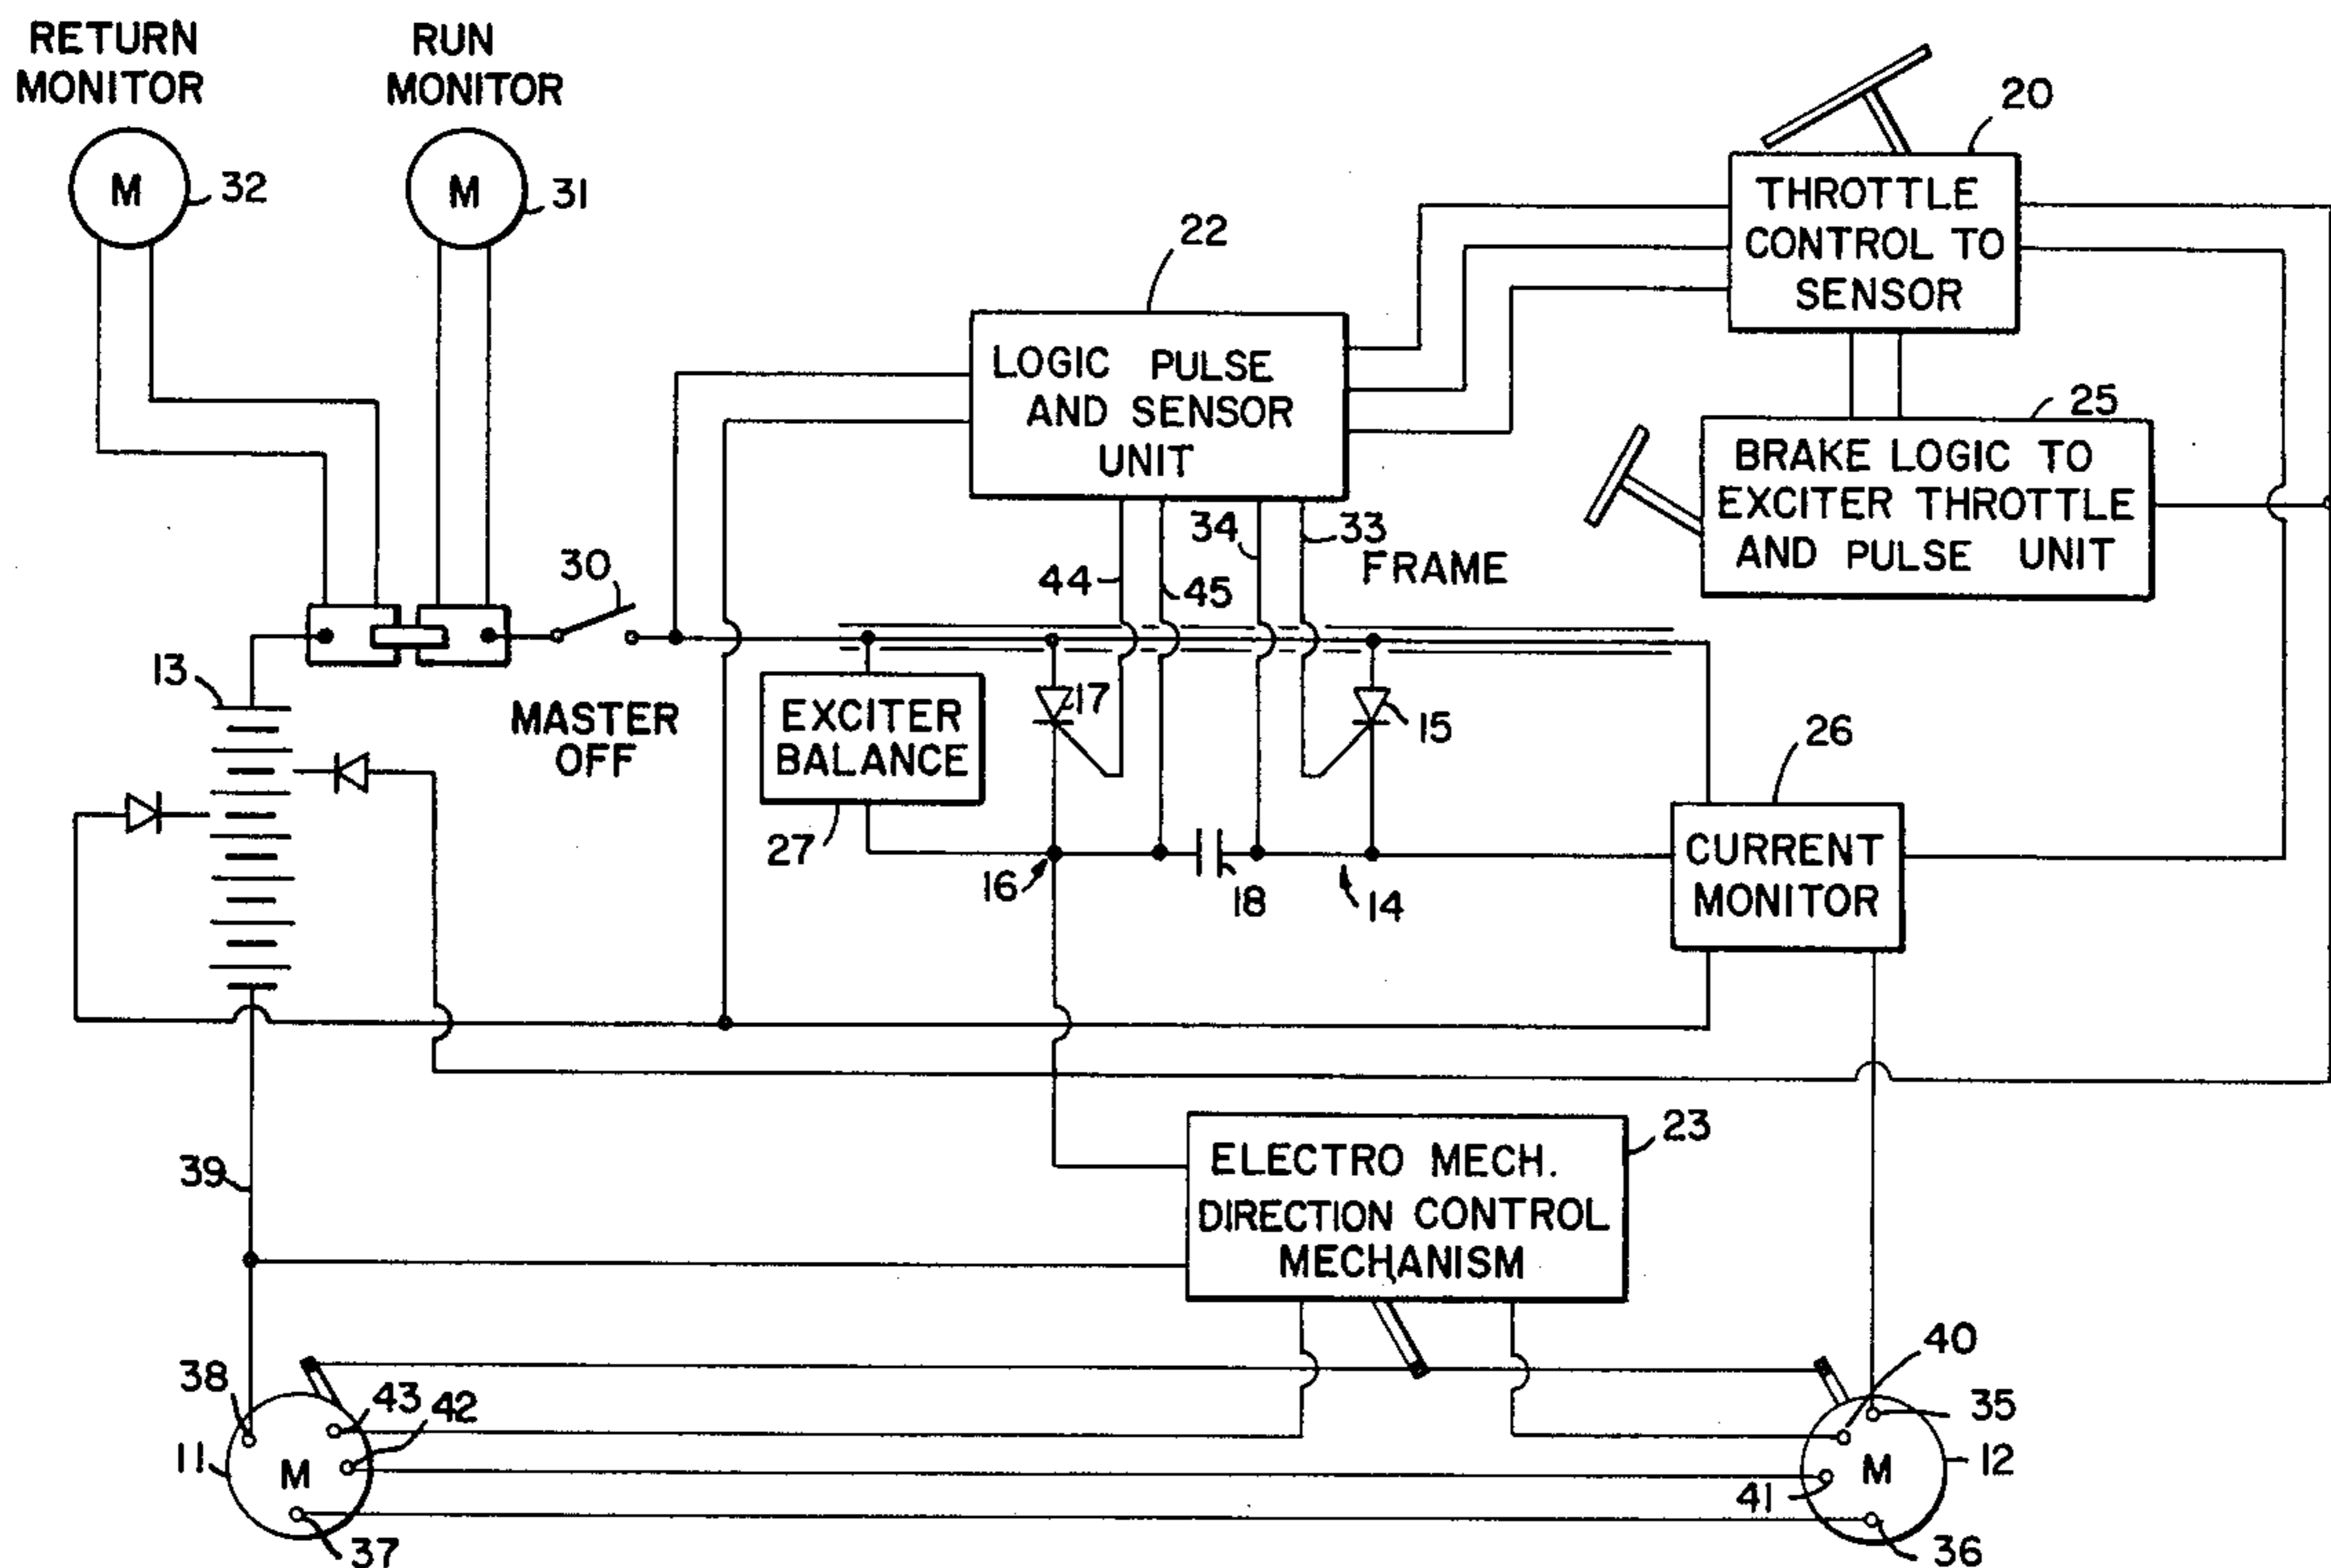 RETURN
MONITOR
RUN
MONITOR
M
32
M
31
20
THROTTLE
CONTROL TO
SENSOR
22
LOGIC PULSE
AND SENSOR
UNIT
25
BRAKE LOGIC TO
EXCITER THROTTLE
AND PULSE UNIT
30
44
45
34
33
FRAME
13
MASTER
OFF
EXCITER
BALANCE
27
17
15
16
18
14
26
CURRENT
MONITOR
23
ELECTRO MECH.
DIRECTION CONTROL
MECHANISM
39
38
43
42
11
M
37
40
35
12
M
41
36